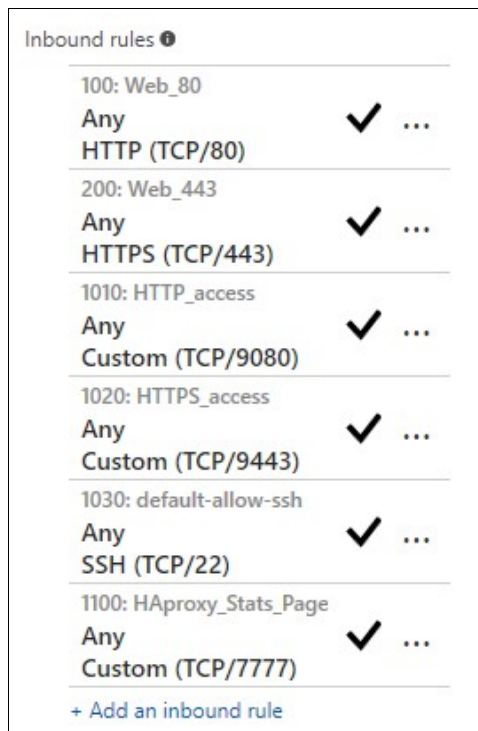 Inbound rules
100: Web_80
Any
HTTP (TCP/80)
200: Web_443
Any
HTTPS (TCP/443)
1010: HTTP_access
Any
Custom (TCP/9080)
1020: HTTPS_access
Any
Custom (TCP/9443)
1030: default-allow-ssh
Any
SSH (TCP/22)
1100: HAproxy_Stats_Page
Any
Custom (TCP/7777)
+ Add an inbound rule